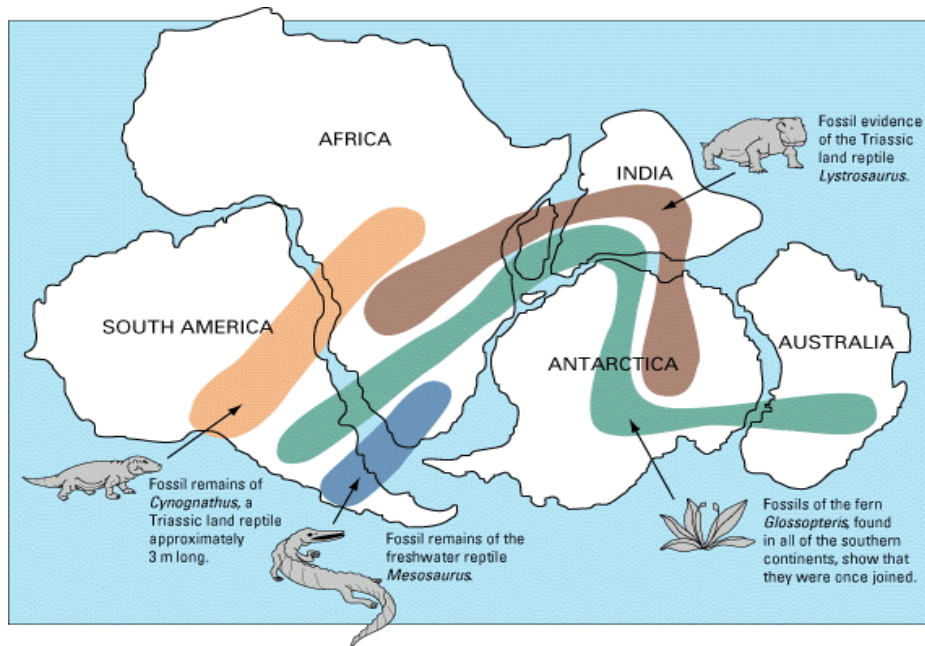 AFRICA
INDIA
Fossil evidence
of the Triassic
land reptile
Lystrosaurus.
SOUTH AMERICA
ANTARCTICA
AUSTRALIA
Fossil remains of
Cynognathus, a
Triassic land reptile
approximately
3 m long.
Fossil remains of the
freshwater reptile
Mesosaurus.
Fossils of the fern
Glossopteris, found
in all of the southern
continents, show that
they were once joined.